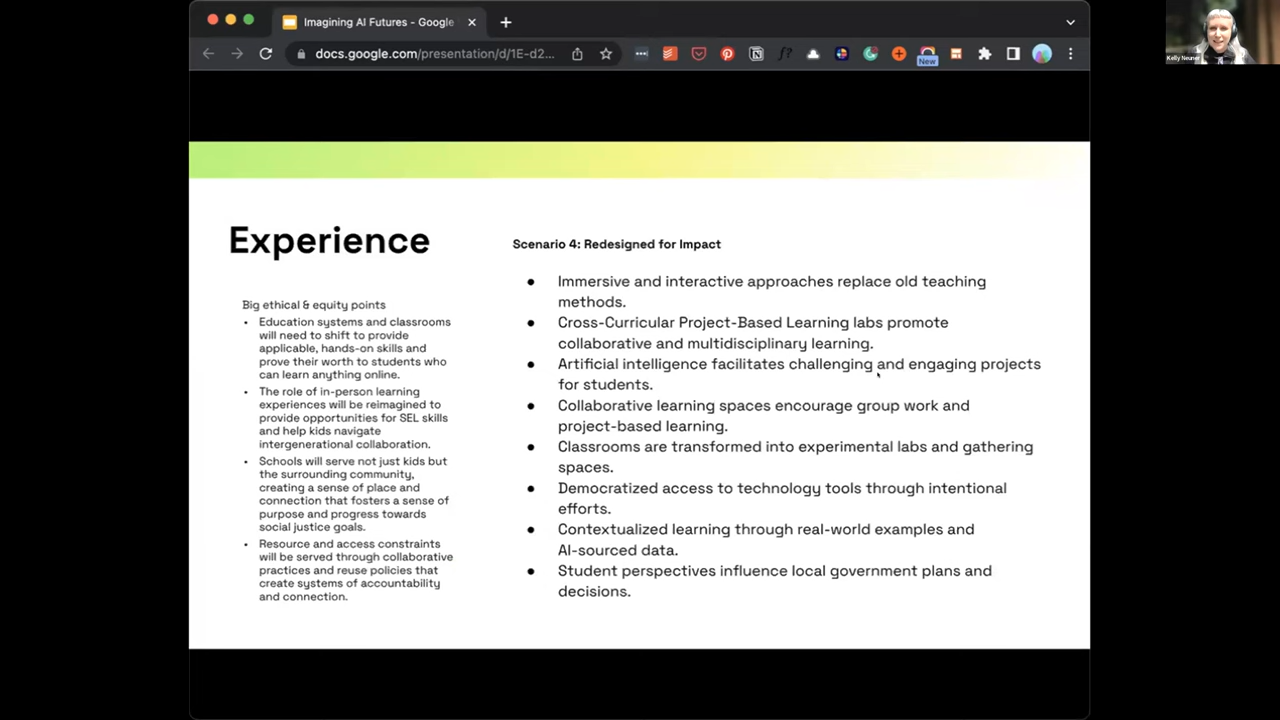 Imagining AI Futures - Google
docs.google.com/presentation/d/1E-d2...
New
Kelly Neuner
Experience
Big ethical & equity points
• Education systems and classrooms
will need to shift to provide
applicable, hands-on skills and
prove their worth to students who
can learn anything online.
• The role of in-person learning
experiences will be reimagined to
provide opportunities for SEL skills
and help kids navigate
intergenerational collaboration.
• Schools will serve not just kids but
the surrounding community,
creating a sense of place and
connection that fosters a sense of
purpose and progress towards
social justice goals.
• Resource and access constraints
will be served through collaborative
practices and reuse policies that
create systems of accountability
and connection.
Scenario 4: Redesigned for Impact
● Immersive and interactive approaches replace old teaching
methods.
● Cross-Curricular Project-Based Learning labs promote
collaborative and multidisciplinary learning.
● Artificial intelligence facilitates challenging and engaging projects
for students.
● Collaborative learning spaces encourage group work and
project-based learning.
● Classrooms are transformed into experimental labs and gathering
spaces.
● Democratized access to technology tools through intentional
efforts.
● Contextualized learning through real-world examples and
AI-sourced data.
● Student perspectives influence local government plans and
decisions.